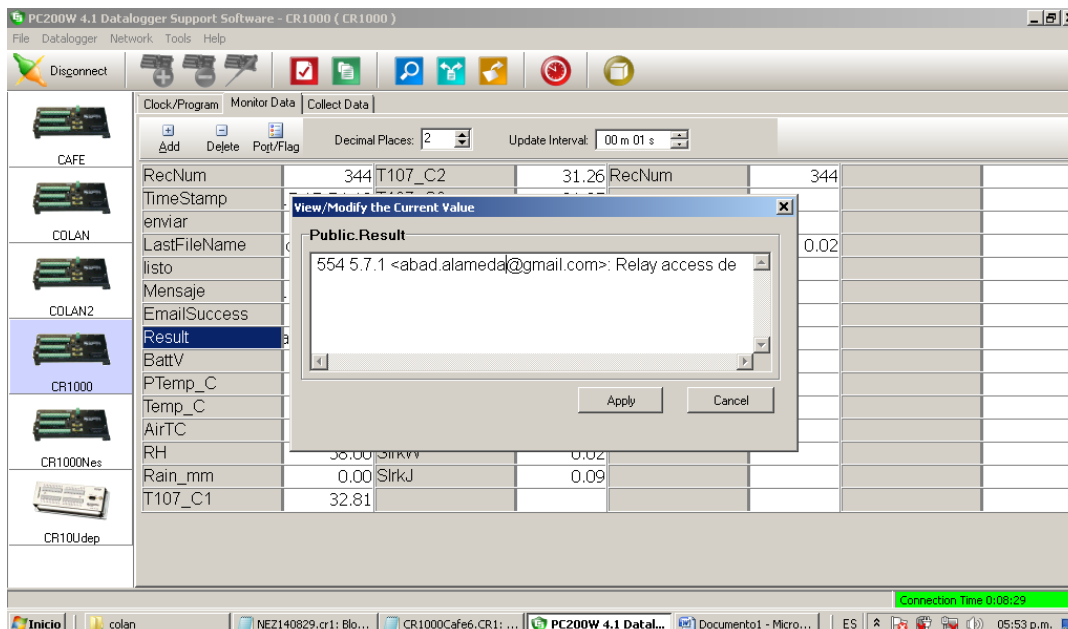 PC200W 4.1 Datalogger Support Software - CR1000 ( CR1000 )
File Datalogger Network Tools Help
Disconnect
Clock/Program Monitor Data Collect Data
Add Delete Port/Flag Decimal Places: 2 Update Interval: 00 m 01 s
CAFE
COLAN
COLAN2
CR1000
CR1000Nes
CR10Udep
RecNum 344 T107_C2 31.26 RecNum 344
TimeStamp
enviar
LastFileName 0.02
listo
Mensaje
EmailSuccess
Result
BattV
PTemp_C
Temp_C
AirTC
RH 0.02
Rain_mm 0.00 SlrkJ 0.09
T107_C1 32.81
View/Modify the Current Value
Public.Result
554 5.7.1 <abad.alameda@gmail.com>: Relay access de
Apply Cancel
Connection Time 0:08:29
Inicio colan NEZ140829.cr1: Blo... CR1000Cafe6.CR1: ... PC200W 4.1 Datal... Documento1 - Micro... ES 05:53 p.m.